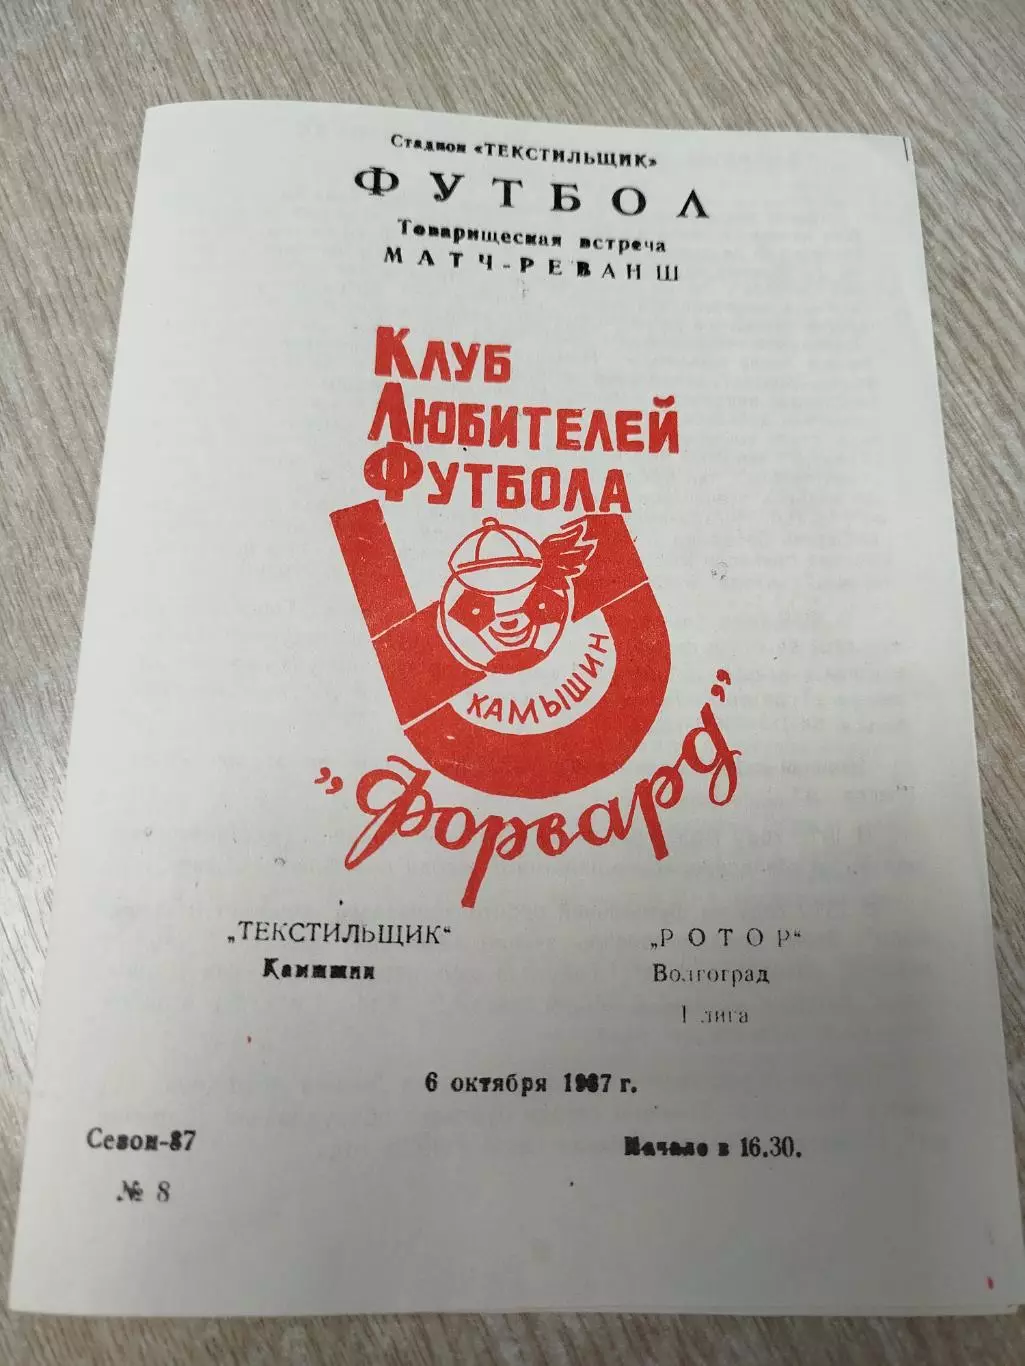 Стадион «ТЕКСТИЛЬЩИК»
ФУТБОЛ
Товарищеская встреча
МАТЧ-РЕВАНШ
КЛУБ
ЛЮБИТЕЛЕЙ
ФУТБОЛА
КАМЫШИН
„Форвард”
„ТЕКСТИЛЬЩИК“ „РОТОР“
Камышин Волгоград
I лига
6 октября 1987 г.
Сезон-87 Начало в 16.30.
№ 8